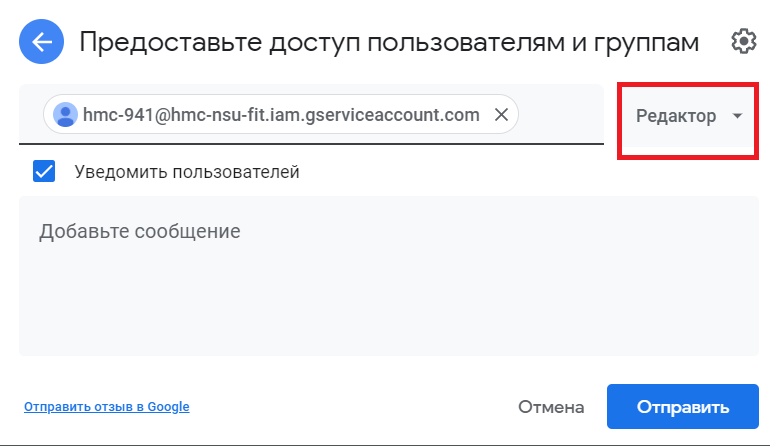 Предоставьте доступ пользователям и группам
hmc-941@hmc-nsu-fit.iam.gserviceaccount.com
Редактор
Уведомить пользователей
Добавьте сообщение
Отправить отзыв в Google
Отмена
Отправить